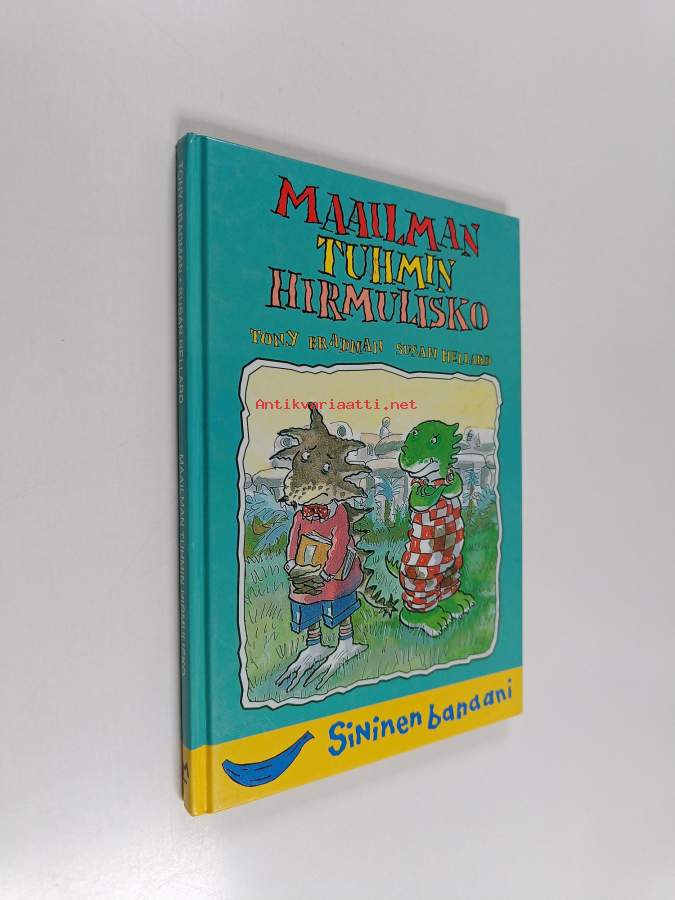 MAAILMAN
TUHMIN
HIRMULISKO
TONY BRADMAN SUSAN HELLARD
Antikvariaatti.net
Sininen banaani
TONY BRADMAN • SUSAN HELLARD MAAILMAN TUHMIN HIRMULISKO